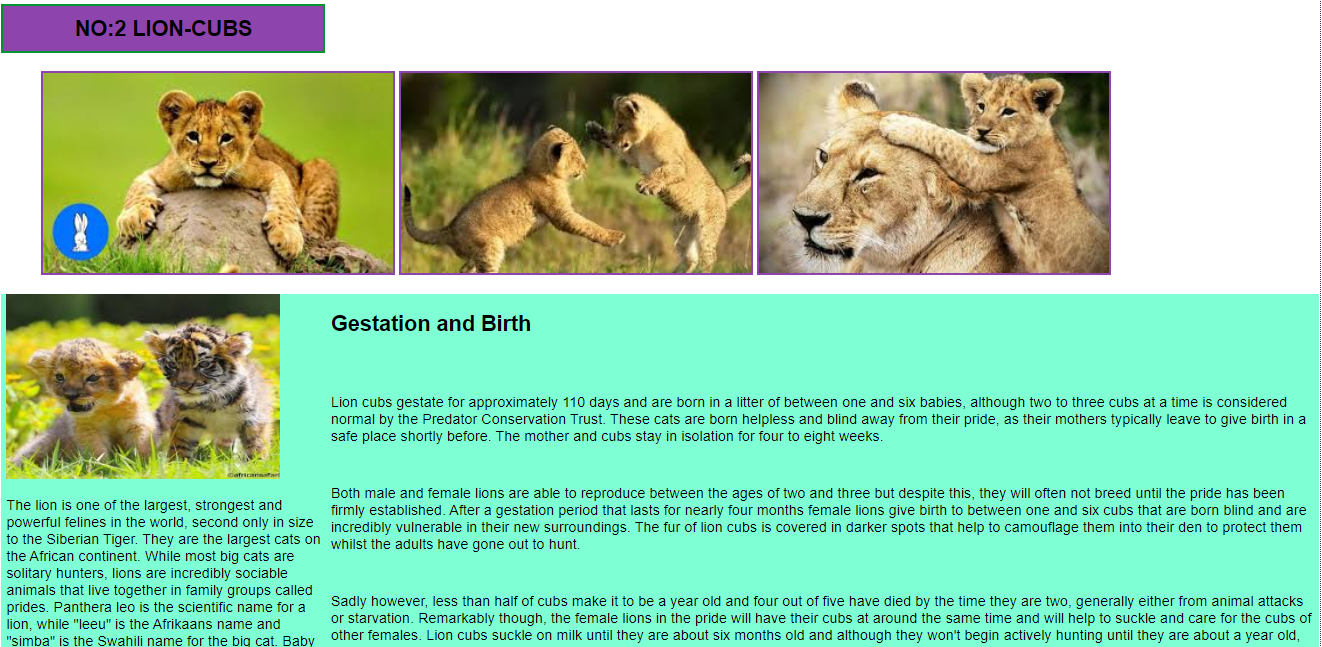 NO:2 LION-CUBS
©africansafari
The lion is one of the largest, strongest and
powerful felines in the world, second only in size
to the Siberian Tiger. They are the largest cats on
the African continent. While most big cats are
solitary hunters, lions are incredibly sociable
animals that live together in family groups called
prides. Panthera leo is the scientific name for a
lion, while "leeu" is the Afrikaans name and
"simba" is the Swahili name for the big cat. Baby
Gestation and Birth
Lion cubs gestate for approximately 110 days and are born in a litter of between one and six babies, although two to three cubs at a time is considered
normal by the Predator Conservation Trust. These cats are born helpless and blind away from their pride, as their mothers typically leave to give birth in a
safe place shortly before. The mother and cubs stay in isolation for four to eight weeks.
Both male and female lions are able to reproduce between the ages of two and three but despite this, they will often not breed until the pride has been
firmly established. After a gestation period that lasts for nearly four months female lions give birth to between one and six cubs that are born blind and are
incredibly vulnerable in their new surroundings. The fur of lion cubs is covered in darker spots that help to camouflage them into their den to protect them
whilst the adults have gone out to hunt.
Sadly however, less than half of cubs make it to be a year old and four out of five have died by the time they are two, generally either from animal attacks
or starvation. Remarkably though, the female lions in the pride will have their cubs at around the same time and will help to suckle and care for the cubs of
other females. Lion cubs suckle on milk until they are about six months old and although they won't begin actively hunting until they are about a year old,